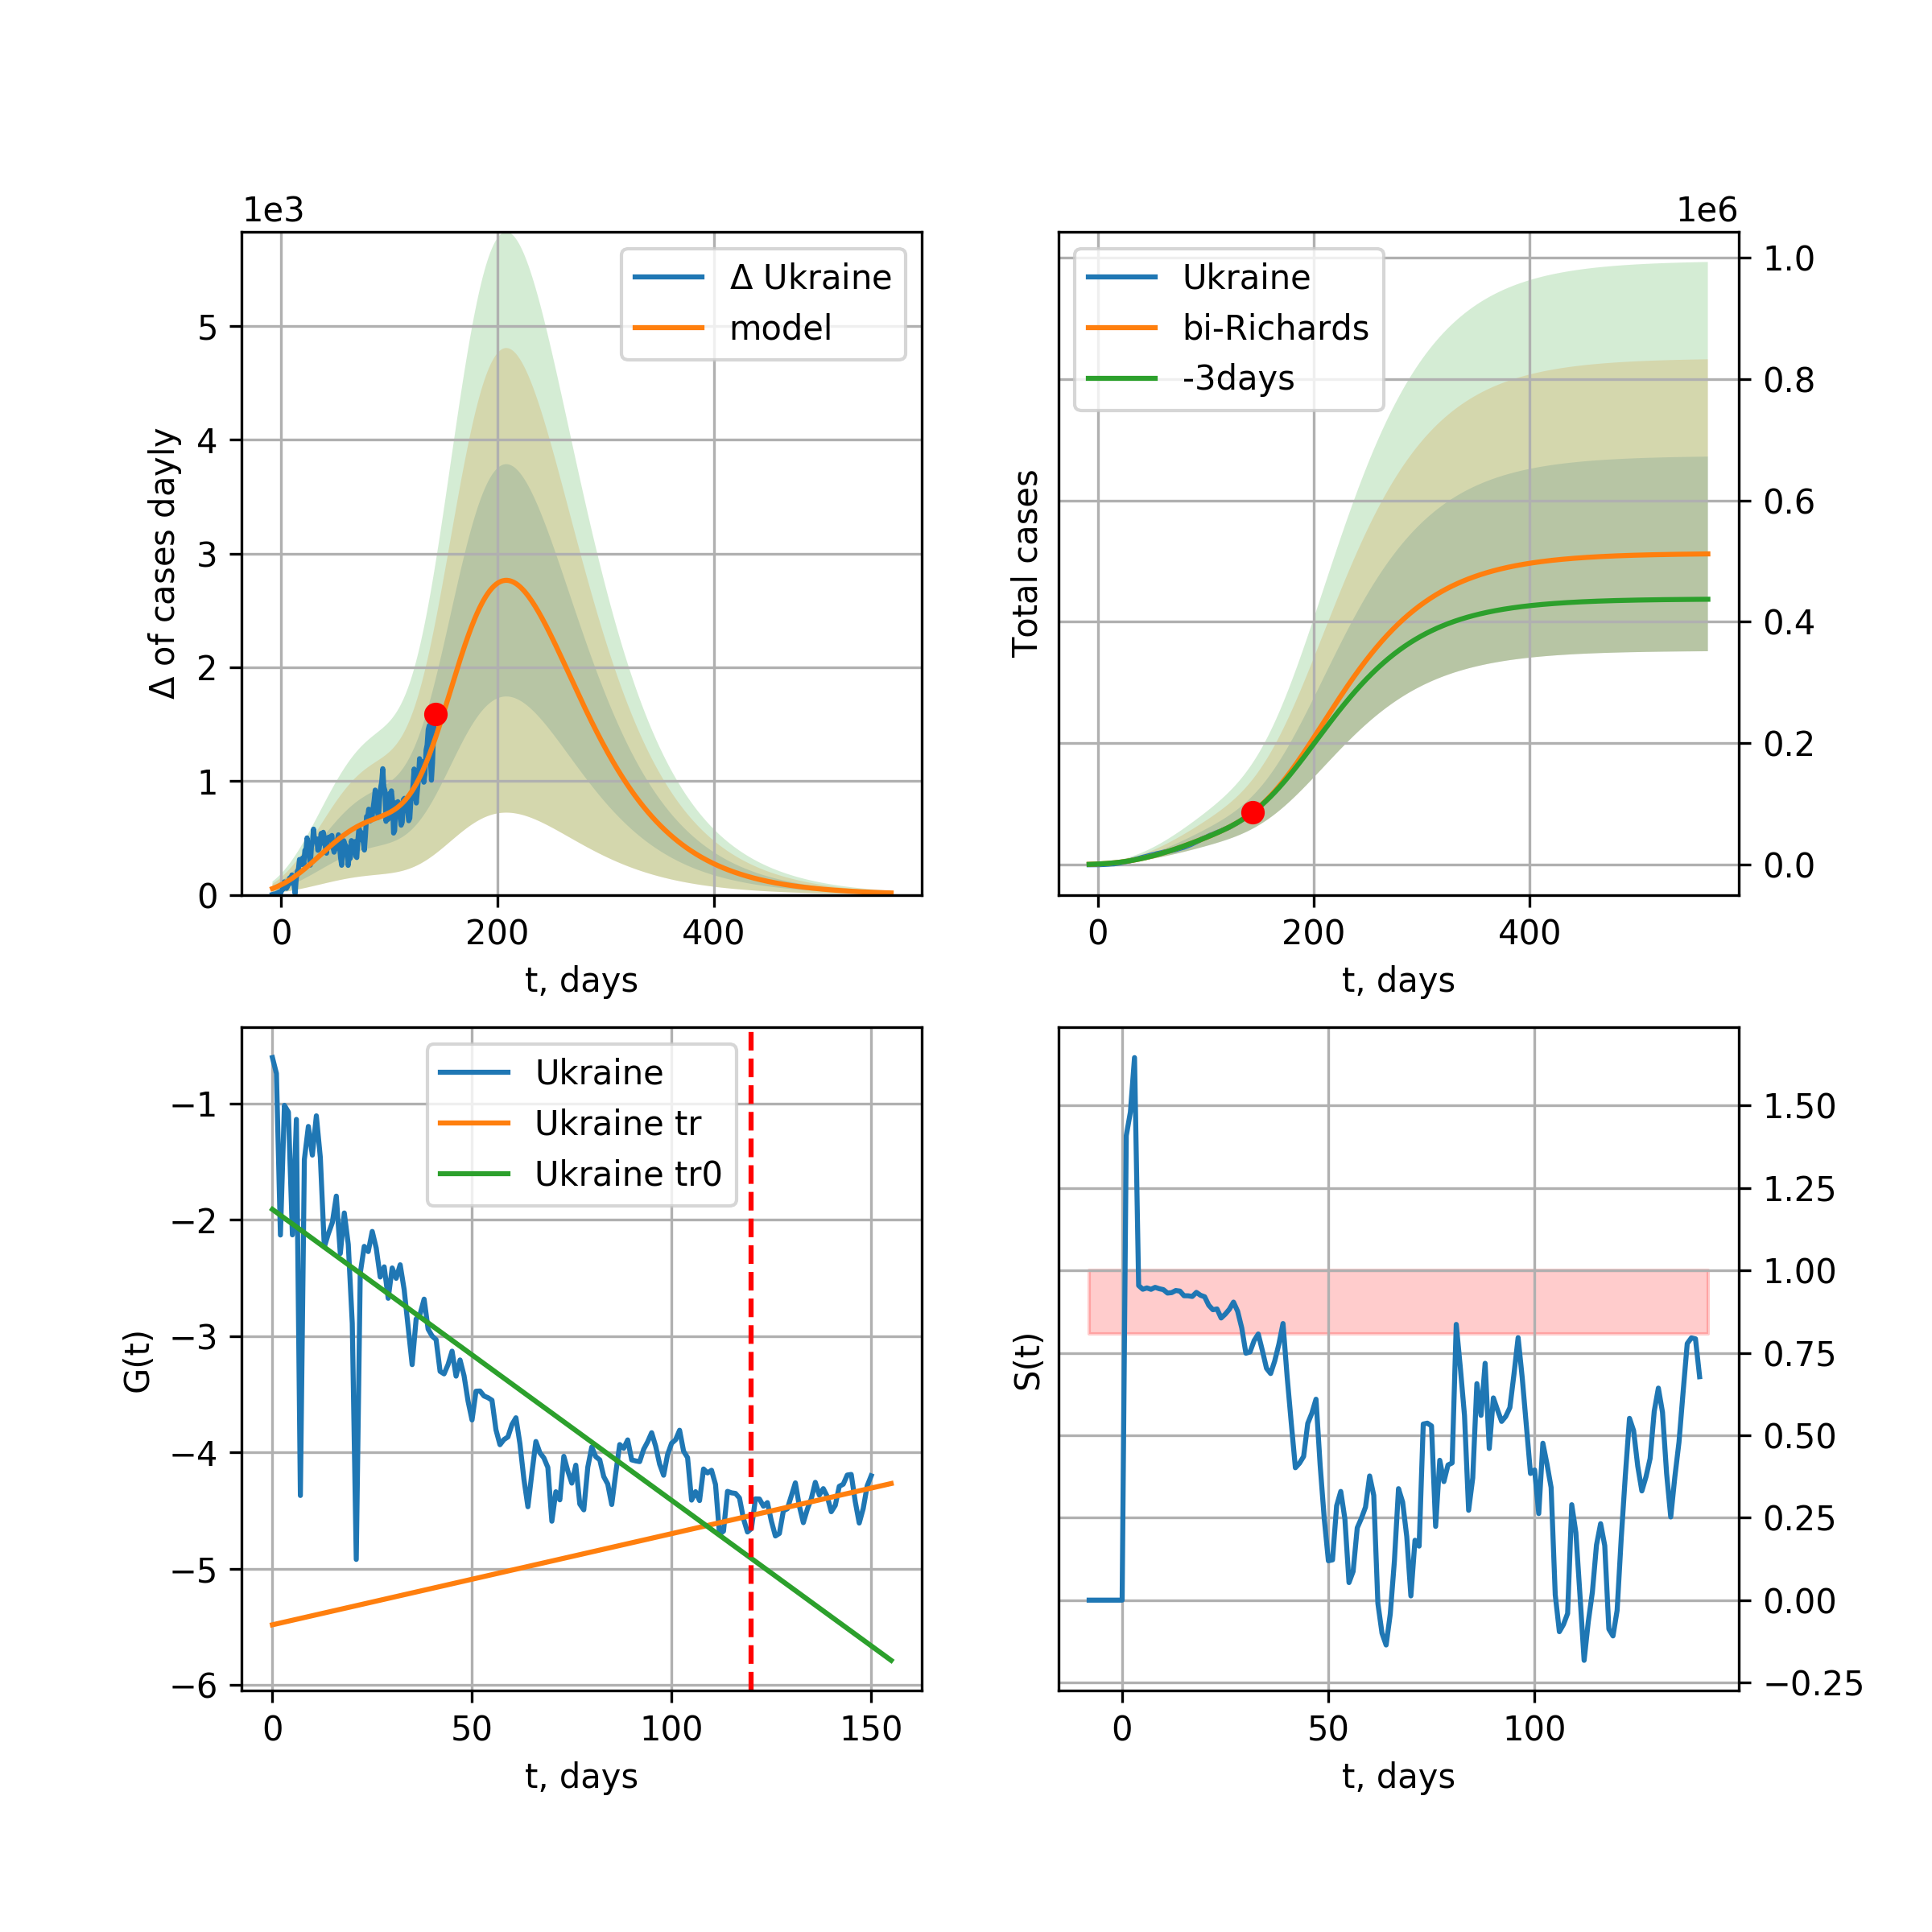 1e3
Δ of cases dayly
5
4
3
2
1
0
0 200 400
t, days
Δ Ukraine
model
1e6
Total cases
1.0
0.8
0.6
0.4
0.2
0.0
0 200 400
t, days
Ukraine
bi-Richards
-3days
G(t)
−1
−2
−3
−4
−5
−6
0 50 100 150
t, days
Ukraine
Ukraine tr
Ukraine tr0
S(t)
1.50
1.25
1.00
0.75
0.50
0.25
0.00
−0.25
0 50 100
t, days